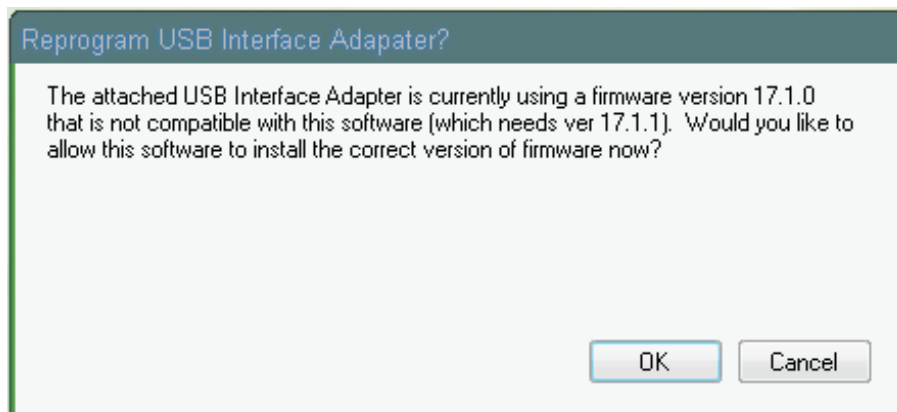 Reprogram USB Interface Adapater?
The attached USB Interface Adapter is currently using a firmware version 17.1.0
that is not compatible with this software (which needs ver 17.1.1).  Would you like to
allow this software to install the correct version of firmware now?
OK Cancel